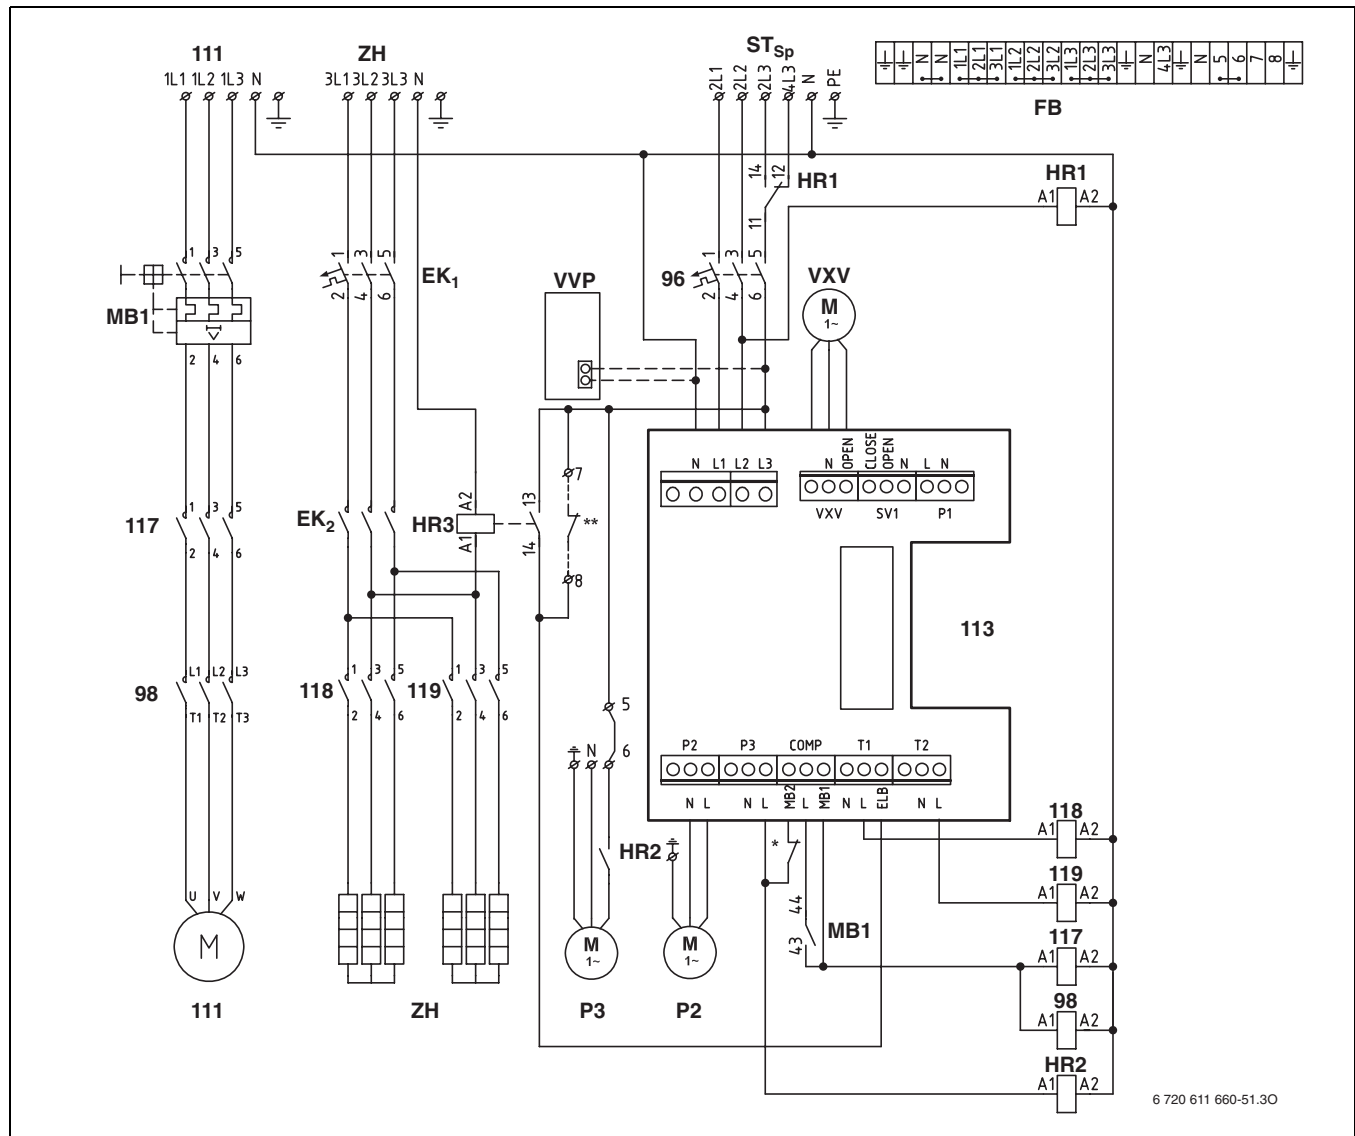 111 ZH ST Sp
1L1 1L2 1L3 N 3L1 3L2 3L3 N 2L1 2L2 2L3 4L3 N PE
N N 1L1 2L1 3L1 1L2 2L2 3L2 1L3 2L3 3L3 N 4L3 N 5 6 7 8
FB
14 12 HR1
11
HR1
A1 A2
1 3 5 1 3 5 1 3 5
MB1 EK1 VVP 96 VXV
2 4 6 2 4 6
M
1~
2 4 6
N L1 L2 L3 N OPEN CLOSE OPEN N L N
VXV SV1 P1
7
1 3 5 A2 13
117 EK2 HR3 **
2 4 6 A1 14
8
113
L1 L2 L3 1 3 5 1 3 5
98 118 119
T1 T2 T3 2 4 6 2 4 6
5
N 6
P2 P3 COMP T1 T2
N L N L MB2 L MB1 N L ELB N L
118
A1 A2
HR2 *
119
A1 A2
44
43 MB1
U V W
M M M
1~ 1~
117
A1 A2
111 ZH P3 P2
98
A1 A2
HR2
A1 A2
6 720 611 660-51.3O